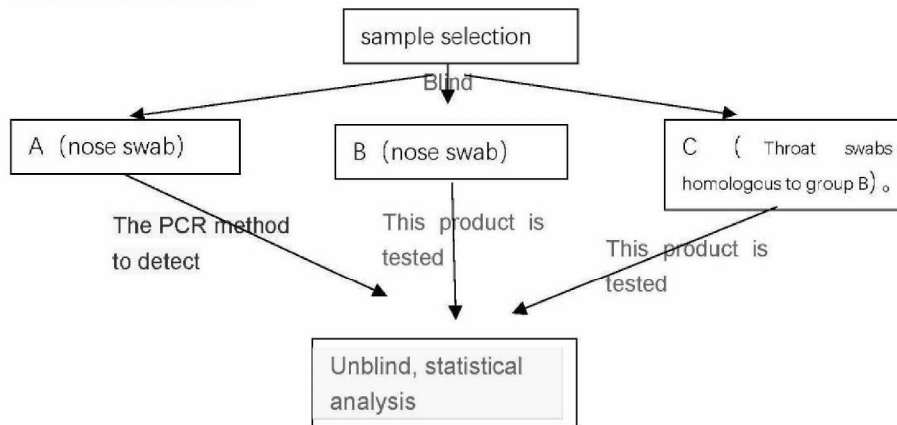 sample selection
Blind
A (nose swab)
B (nose swab)
C ( Throat swabs
homologous to group B) 。
The PCR method
to detect
This product is
tested
This product is
tested
Unblind, statistical
analysis